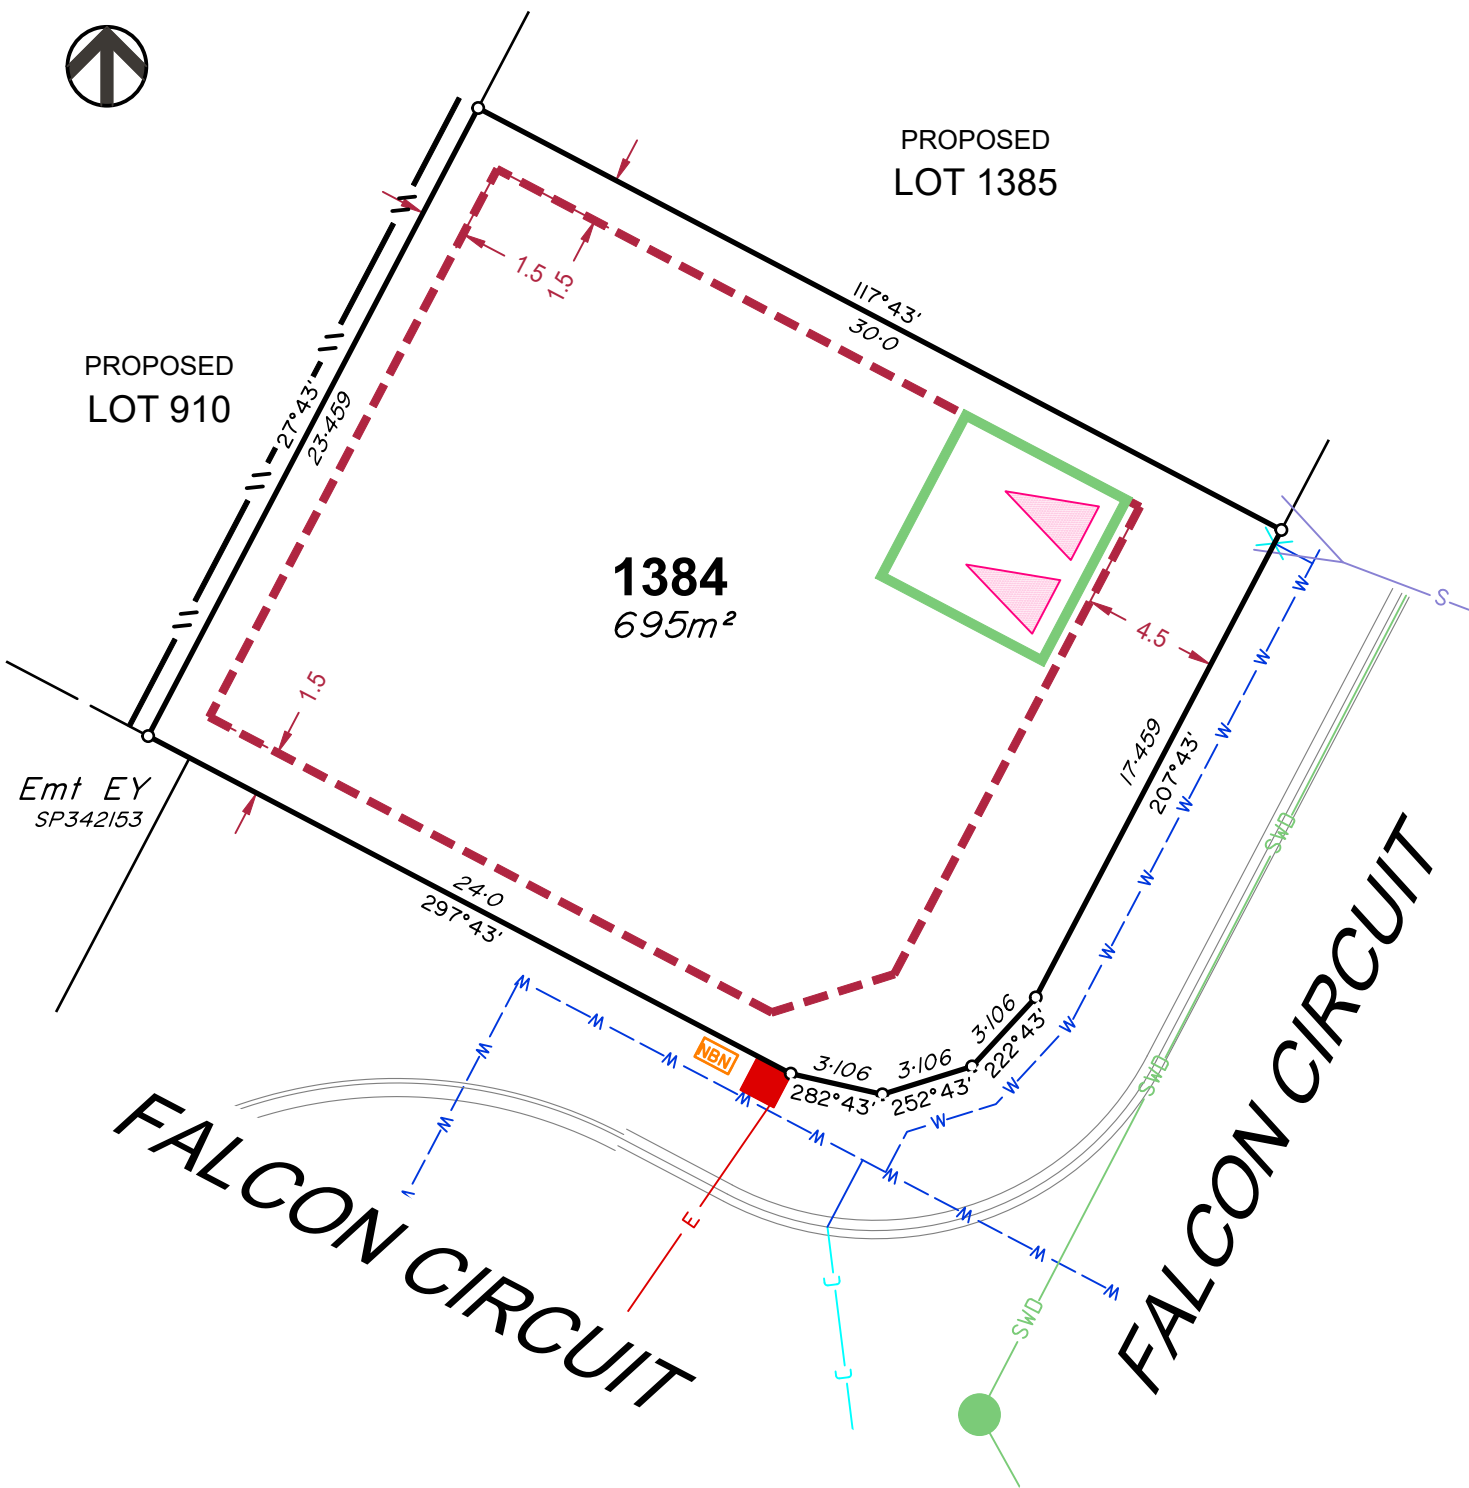 PROPOSED
LOT 1385
117°43'
30·0
1.5
1.5
PROPOSED
LOT 910
27°43'
23·459
1384
695m²
4.5
S
W
W
W
W
W
W
W
W
W
17·459
207°43'
SWD
1.5
Emt EY
SP342153
24·0
297°43'
3·106
222°43'
3·106
252°43'
3·106
282°43'
NBN
W
W
W
W
W
W
W
W
W
W
W
SWD
SWD
E
C
C
FALCON CIRCUIT
FALCON CIRCUIT